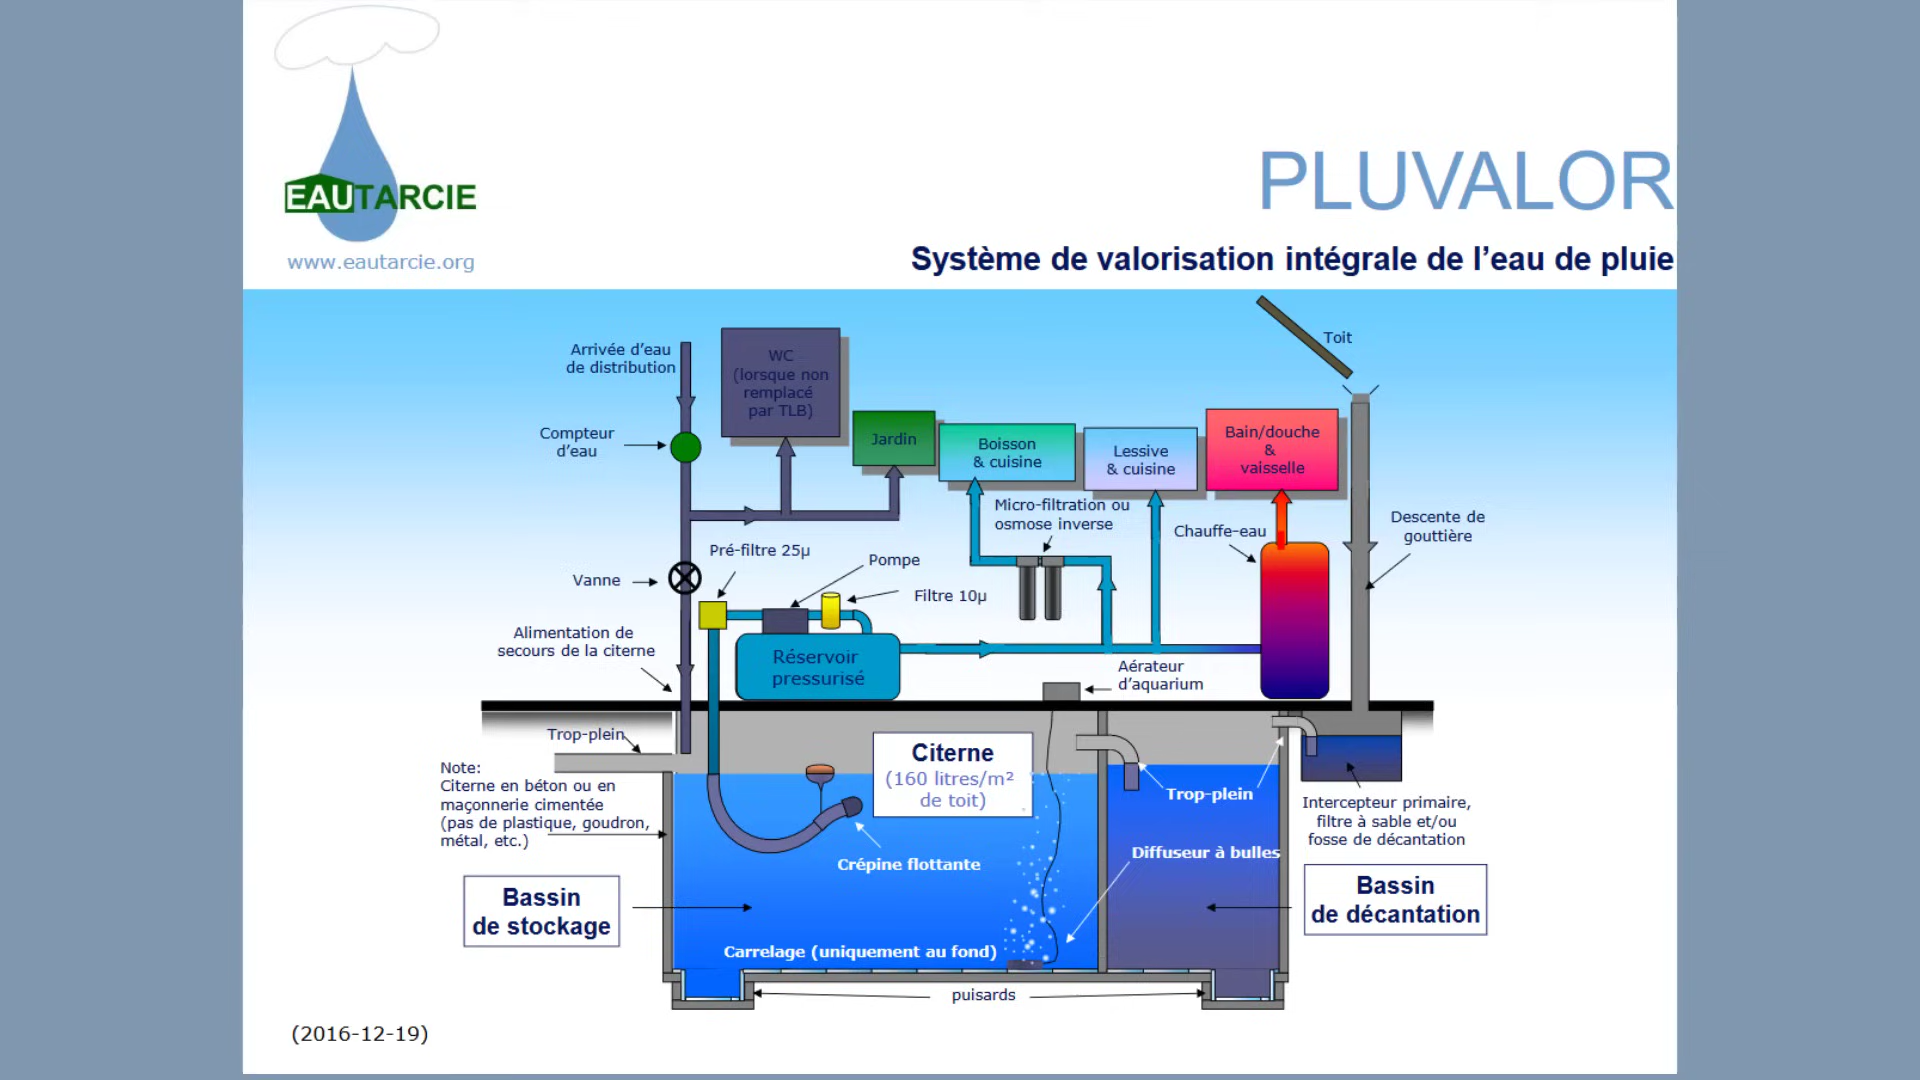 EAUTARCIE
www.eautarcie.org
PLUVALOR
Système de valorisation intégrale de l'eau de pluie
Toit
Arrivée d'eau
de distribution
WC
(lorsque non
remplacé
par TLB)
Compteur
d'eau
Jardin
Boisson
& cuisine
Lessive
& cuisine
Bain/douche
&
vaisselle
Micro-filtration ou
osmose inverse
Chauffe-eau
Descente de
gouttière
Pré-filtre 25µ
Pompe
Vanne
Filtre 10µ
Alimentation de
secours de la citerne
Réservoir
pressurisé
Aérateur
d'aquarium
Trop-plein
Citerne
(160 litres/m²
de toit)
Note:
Citerne en béton ou en
maçonnerie cimentée
(pas de plastique, goudron,
métal, etc.)
Trop-plein
Intercepteur primaire,
filtre à sable et/ou
fosse de décantation
Crépine flottante
Diffuseur à bulles
Bassin
de stockage
Bassin
de décantation
Carrelage (uniquement au fond)
puisards
(2016-12-19)